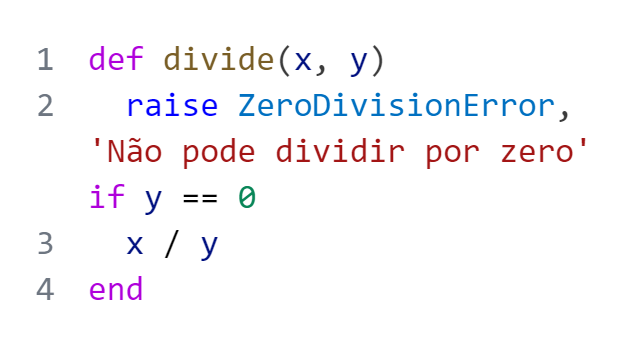 1 def divide(x, y)
2   raise ZeroDivisionError,
'Não pode dividir por zero'
if y == 0
3   x / y
4 end